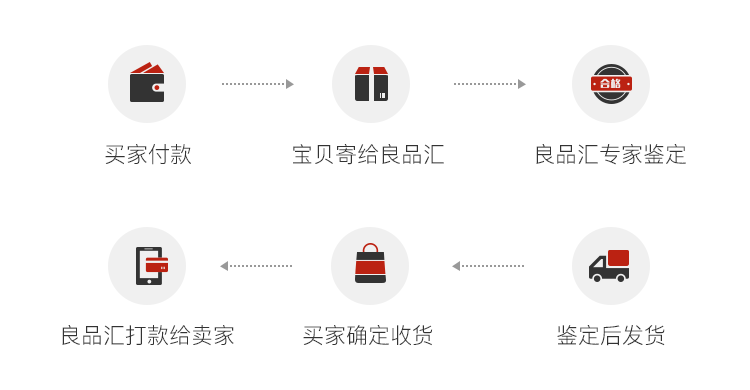 合格
买家付款
宝贝寄给良品汇
良品汇专家鉴定
良品汇打款给卖家
买家确定收货
鉴定后发货